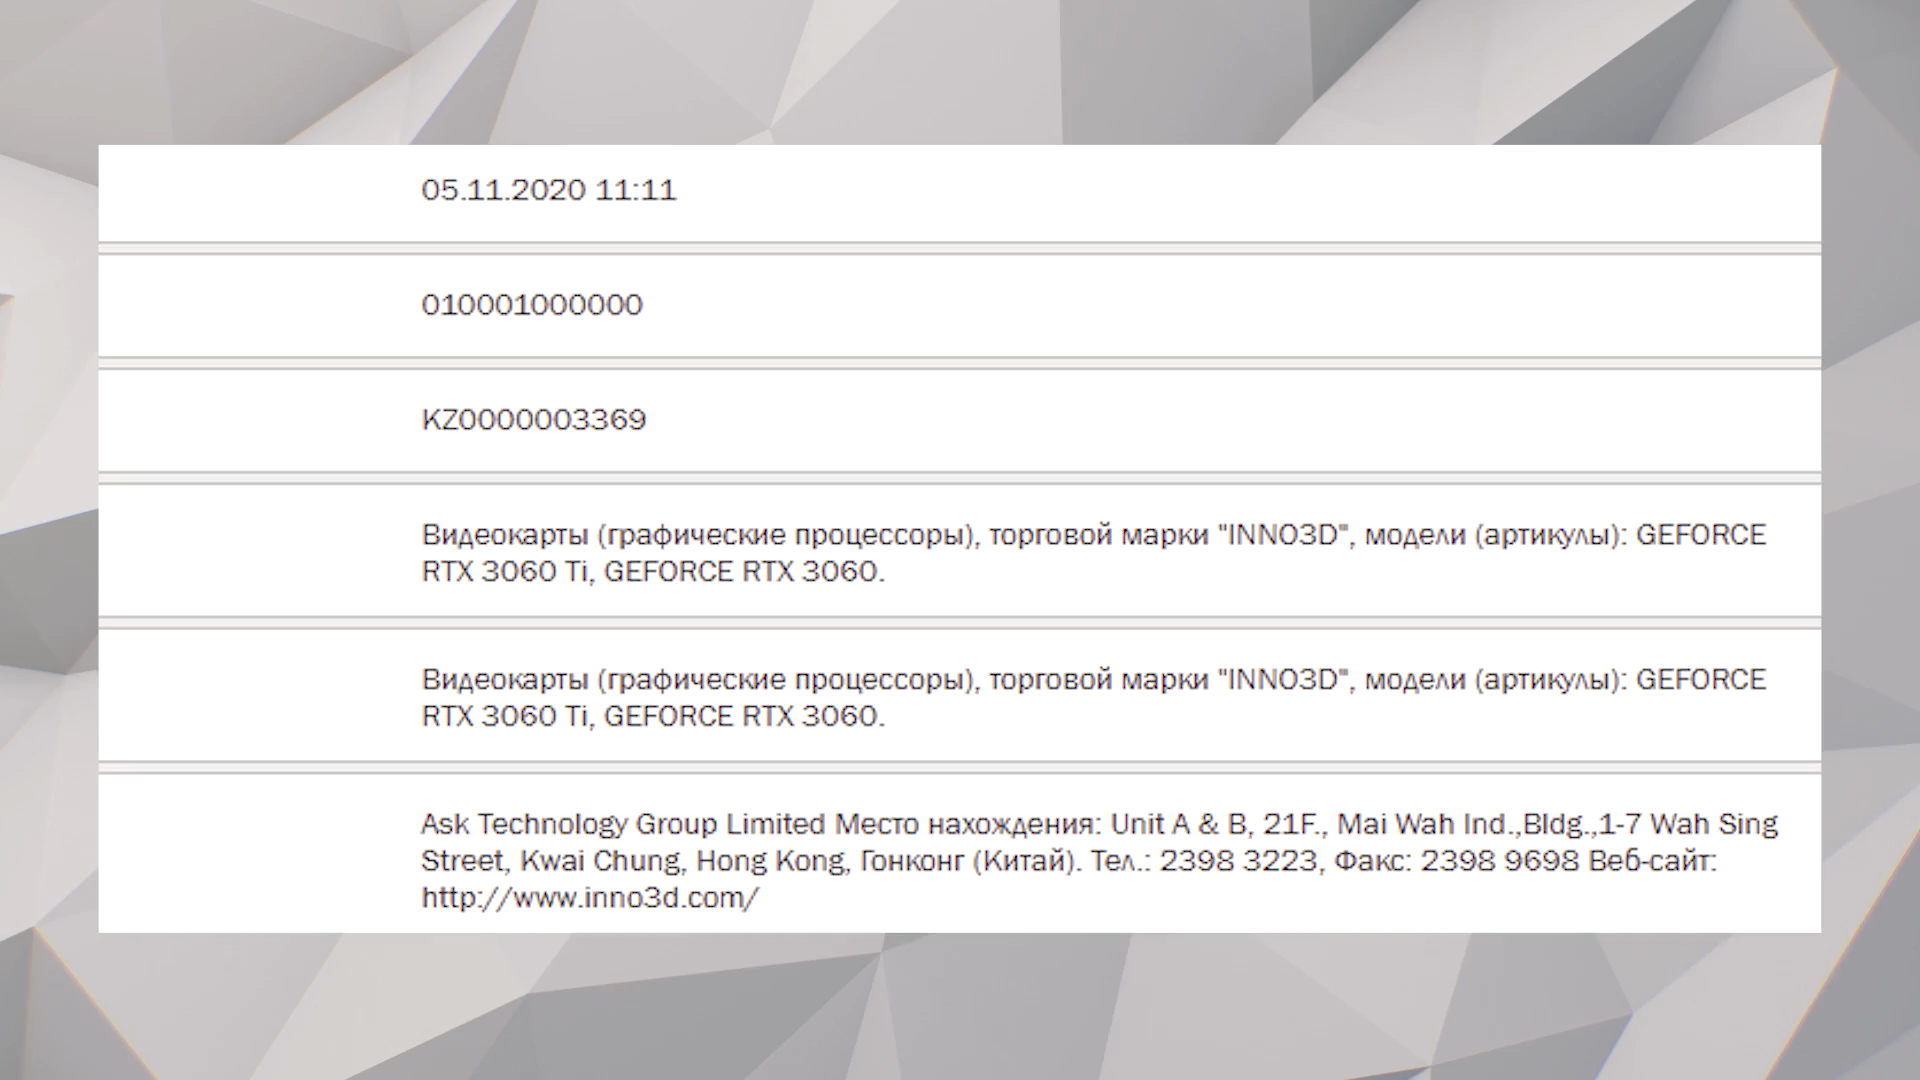 05.11.2020 11:11
010001000000
KZ0000003369
Видеокарты (графические процессоры), торговой марки "INNO3D", модели (артикулы): GEFORCE
RTX 3060 Ti, GEFORCE RTX 3060.
Видеокарты (графические процессоры), торговой марки "INNO3D", модели (артикулы): GEFORCE
RTX 3060 Ti, GEFORCE RTX 3060.
Ask Technology Group Limited Место нахождения: Unit A & B, 21F., Mai Wah Ind.,Bldg.,1-7 Wah Sing
Street, Kwai Chung, Hong Kong, Гонконг (Китай). Тел.: 2398 3223, Факс: 2398 9698 Веб-сайт:
http://www.inno3d.com/